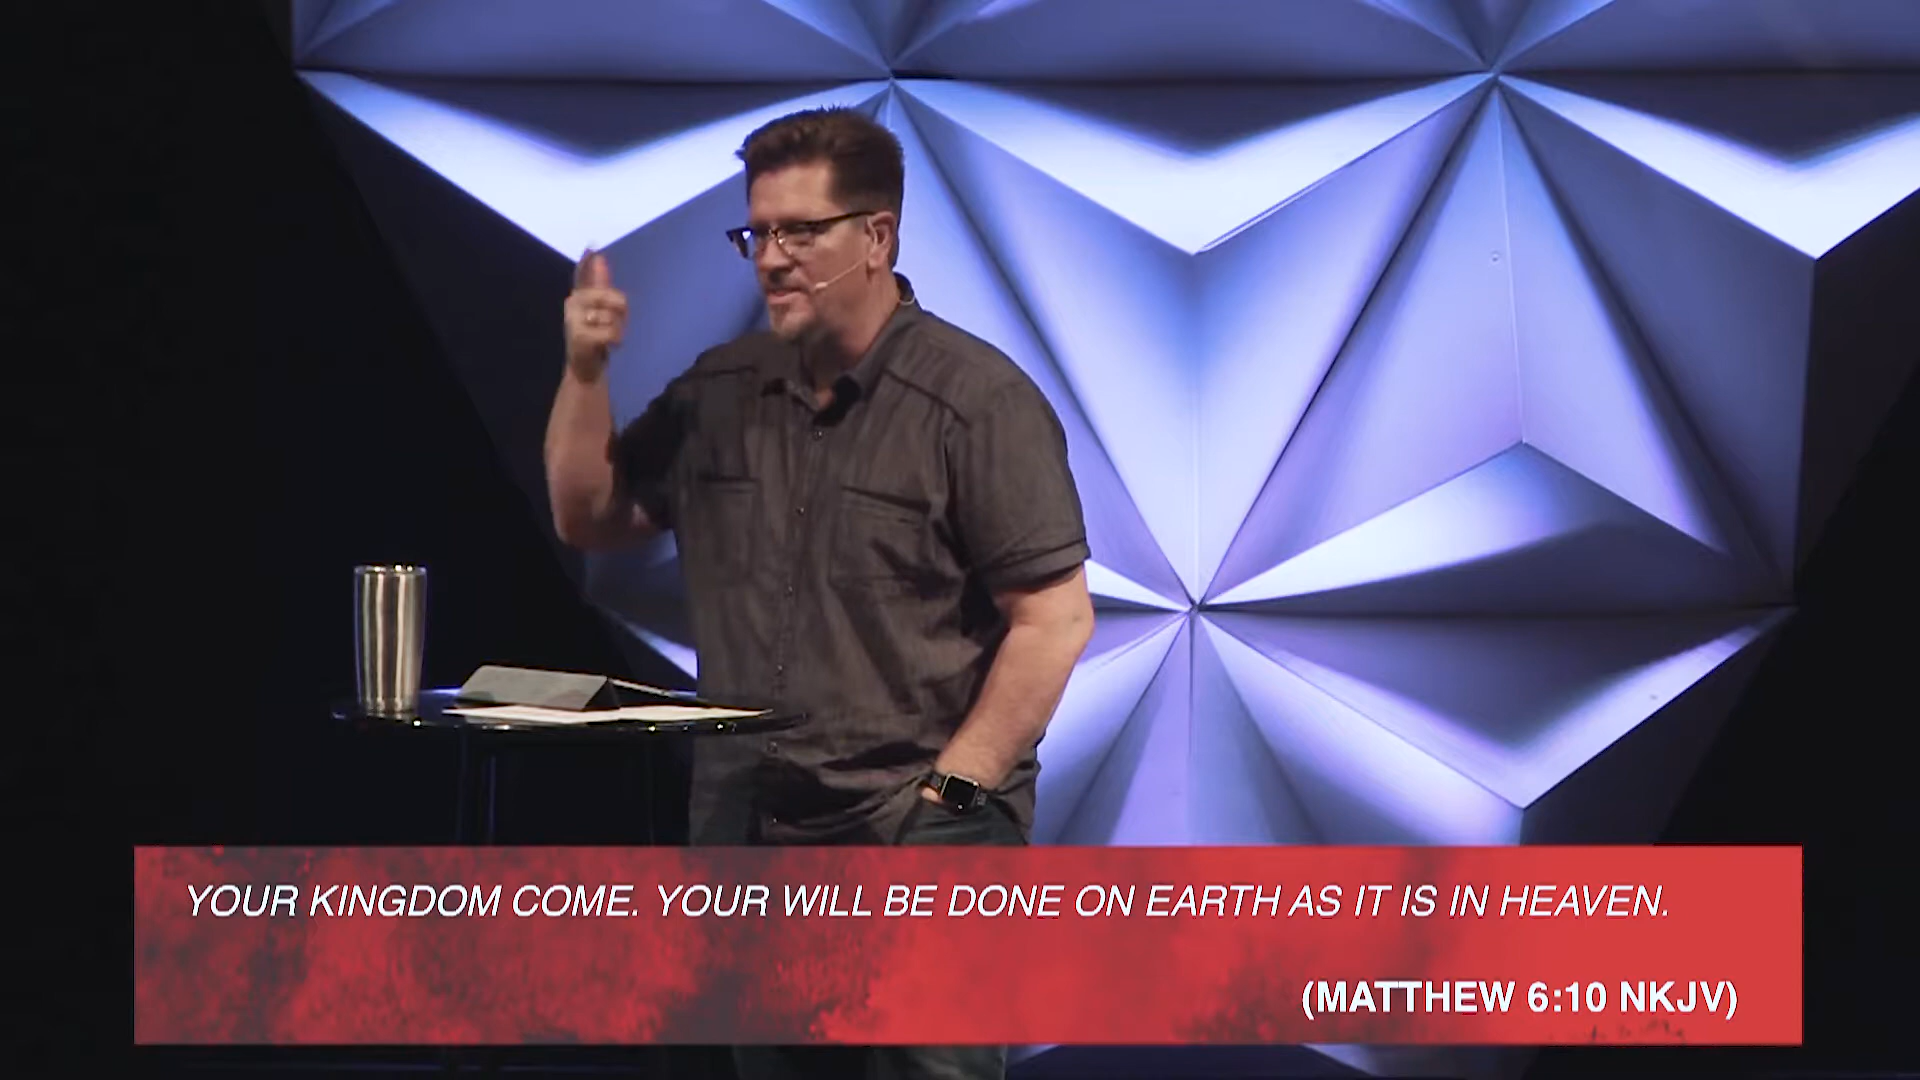 YOUR KINGDOM COME. YOUR WILL BE DONE ON EARTH AS IT IS IN HEAVEN.
(MATTHEW 6:10 NKJV)